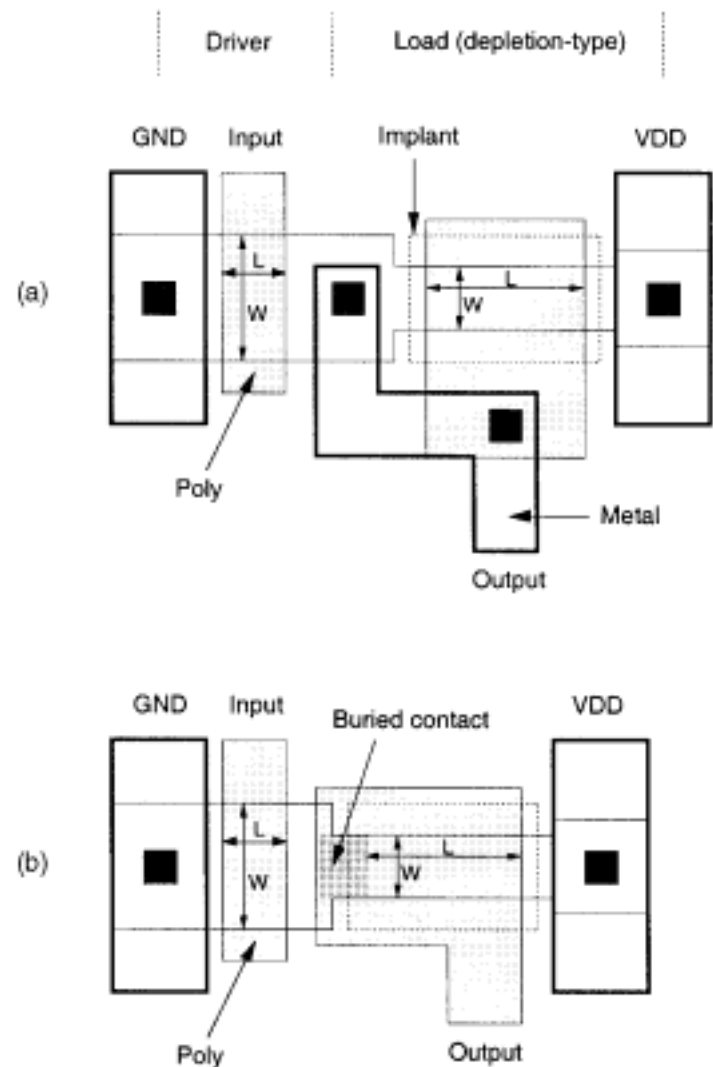 Driver Load (depletion-type)
GND Input Implant VDD
(a)
L
W
L
W
Poly
Metal
Output
GND Input Buried contact VDD
(b)
L
W
L
W
Poly
Output